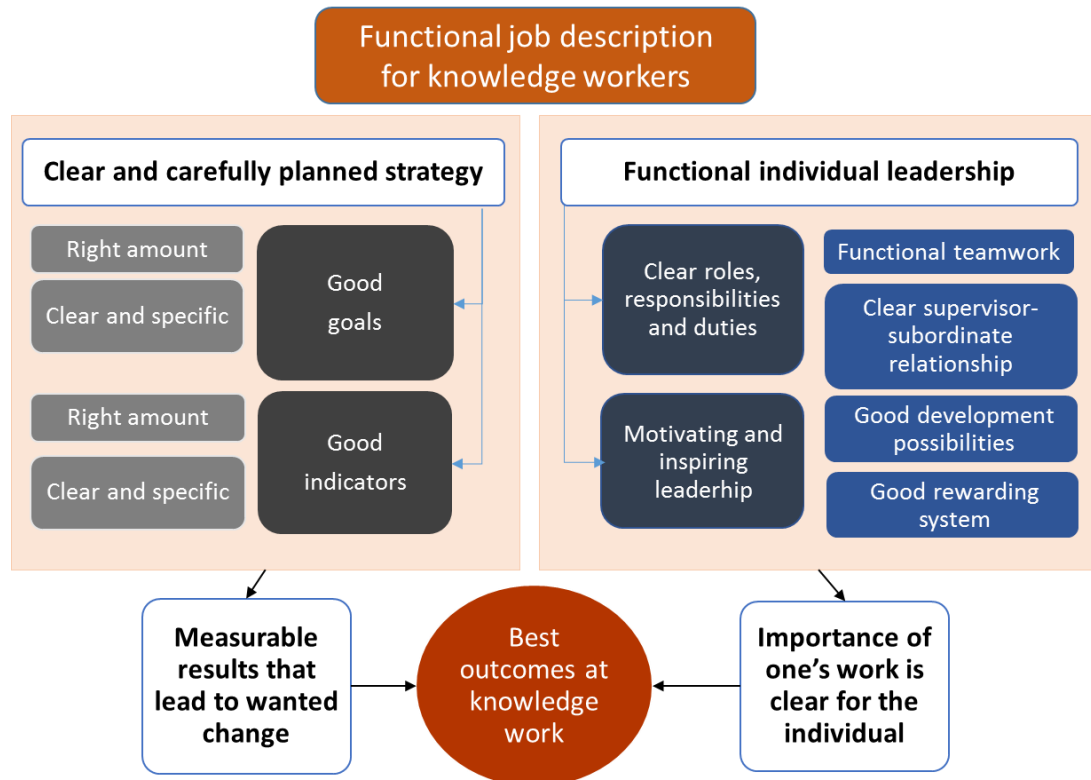 Functional job description
for knowledge workers
Clear and carefully planned strategy
Right amount
Clear and specific
Good
goals
Right amount
Clear and specific
Good
indicators
Functional individual leadership
Clear roles,
responsibilities
and duties
Functional teamwork
Clear supervisor-
subordinate
relationship
Motivating and
inspiring
leaderhip
Good development
possibilities
Good rewarding
system
Measurable
results that
lead to wanted
change
Best
outcomes at
knowledge
work
Importance of
one’s work is
clear for the
individual